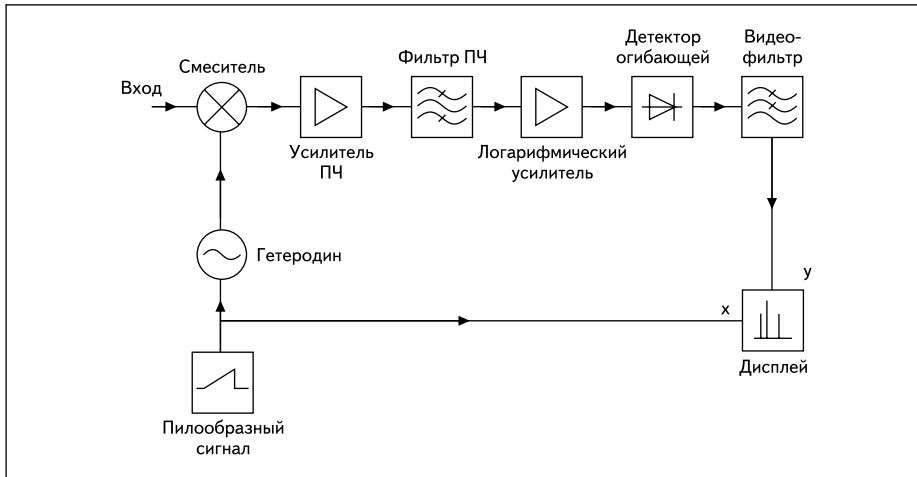 Вход
Смеситель
Усилитель
ПЧ
Фильтр ПЧ
Логарифмический
усилитель
Детектор
огибающей
Видео-
фильтр
Гетеродин
y
x
Дисплей
Пилообразный
сигнал